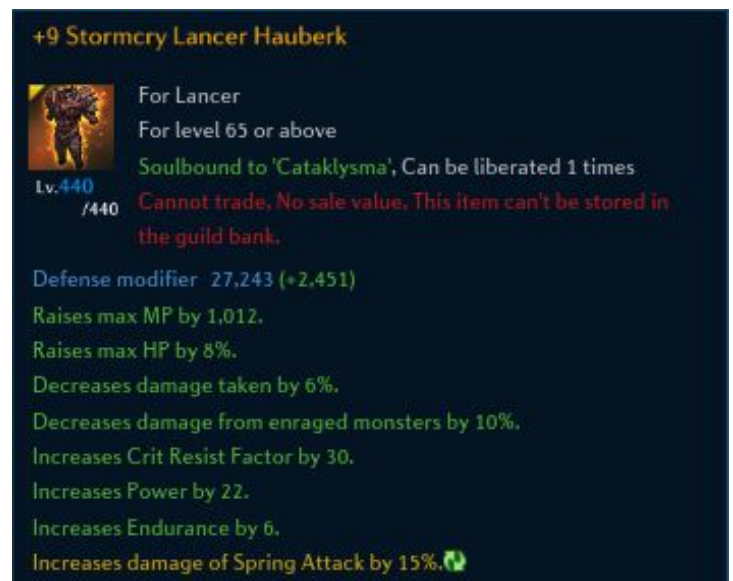 +9 Stormcry Lancer Hauberk
For Lancer
For level 65 or above
Soulbound to 'Cataklysma', Can be liberated 1 times
Lv.440
/440
Cannot trade, No sale value, This item can't be stored in
the guild bank.
Defense modifier 27,243 (+2,451)
Raises max MP by 1,012.
Raises max HP by 8%.
Decreases damage taken by 6%.
Decreases damage from enraged monsters by 10%.
Increases Crit Resist Factor by 30.
Increases Power by 22.
Increases Endurance by 6.
Increases damage of Spring Attack by 15%.